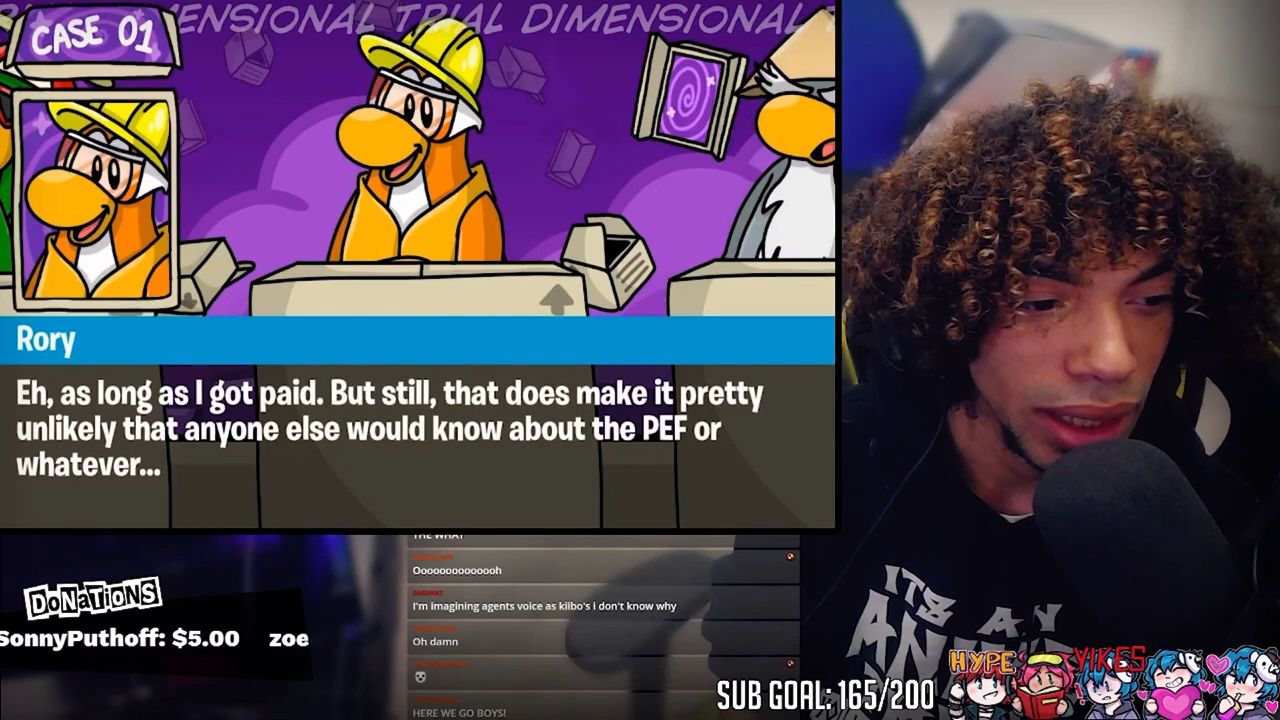 ENSIONAL TRIAL DIMENSIONAL
CASE 01
Rory
Eh, as long as I got paid. But still, that does make it pretty
unlikely that anyone else would know about the PEF or
whatever...
THE WHAT
Ooooooooooooooh
I'm imagining agents voice as kiibo's i don't know why
Oh damn
HERE WE GO BOYS!
DONATIONS
SonnyPuthoff: $5.00 zoe
SUB GOAL: 165/200
HYPE
YIKES
IT'S AN